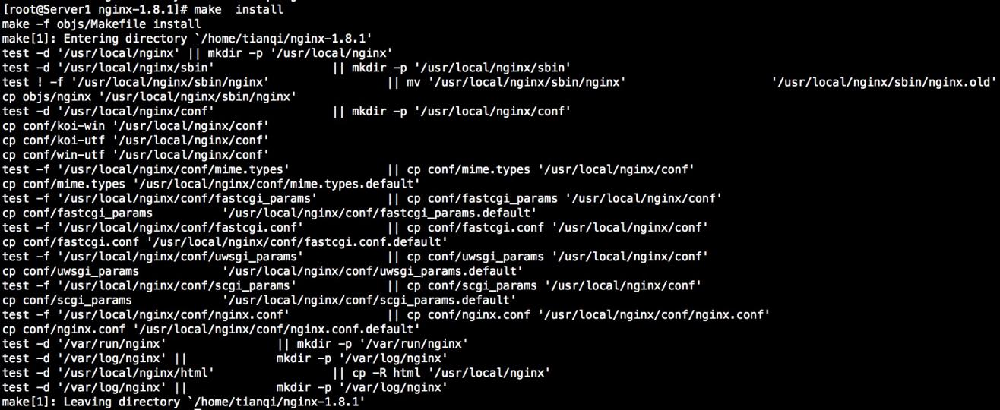 [root@Server1 nginx-1.8.1]# make  install
make -f objs/Makefile install
make[1]: Entering directory `/home/tianqi/nginx-1.8.1'
test -d '/usr/local/nginx' || mkdir -p '/usr/local/nginx'
test -d '/usr/local/nginx/sbin'                 || mkdir -p '/usr/local/nginx/sbin'
test ! -f '/usr/local/nginx/sbin/nginx'                 || mv '/usr/local/nginx/sbin/nginx'                     '/usr/local/nginx/sbin/nginx.old'
cp objs/nginx '/usr/local/nginx/sbin/nginx'
test -d '/usr/local/nginx/conf'                 || mkdir -p '/usr/local/nginx/conf'
cp conf/koi-win '/usr/local/nginx/conf'
cp conf/koi-utf '/usr/local/nginx/conf'
cp conf/win-utf '/usr/local/nginx/conf'
test -f '/usr/local/nginx/conf/mime.types'              || cp conf/mime.types '/usr/local/nginx/conf'
cp conf/mime.types '/usr/local/nginx/conf/mime.types.default'
test -f '/usr/local/nginx/conf/fastcgi_params'          || cp conf/fastcgi_params '/usr/local/nginx/conf'
cp conf/fastcgi_params          '/usr/local/nginx/conf/fastcgi_params.default'
test -f '/usr/local/nginx/conf/fastcgi.conf'            || cp conf/fastcgi.conf '/usr/local/nginx/conf'
cp conf/fastcgi.conf '/usr/local/nginx/conf/fastcgi.conf.default'
test -f '/usr/local/nginx/conf/uwsgi_params'            || cp conf/uwsgi_params '/usr/local/nginx/conf'
cp conf/uwsgi_params            '/usr/local/nginx/conf/uwsgi_params.default'
test -f '/usr/local/nginx/conf/scgi_params'             || cp conf/scgi_params '/usr/local/nginx/conf'
cp conf/scgi_params             '/usr/local/nginx/conf/scgi_params.default'
test -f '/usr/local/nginx/conf/nginx.conf'              || cp conf/nginx.conf '/usr/local/nginx/conf/nginx.conf'
cp conf/nginx.conf '/usr/local/nginx/conf/nginx.conf.default'
test -d '/var/run/nginx'                || mkdir -p '/var/run/nginx'
test -d '/var/log/nginx' ||             mkdir -p '/var/log/nginx'
test -d '/usr/local/nginx/html'                 || cp -R html '/usr/local/nginx'
test -d '/var/log/nginx' ||             mkdir -p '/var/log/nginx'
make[1]: Leaving directory `/home/tianqi/nginx-1.8.1'